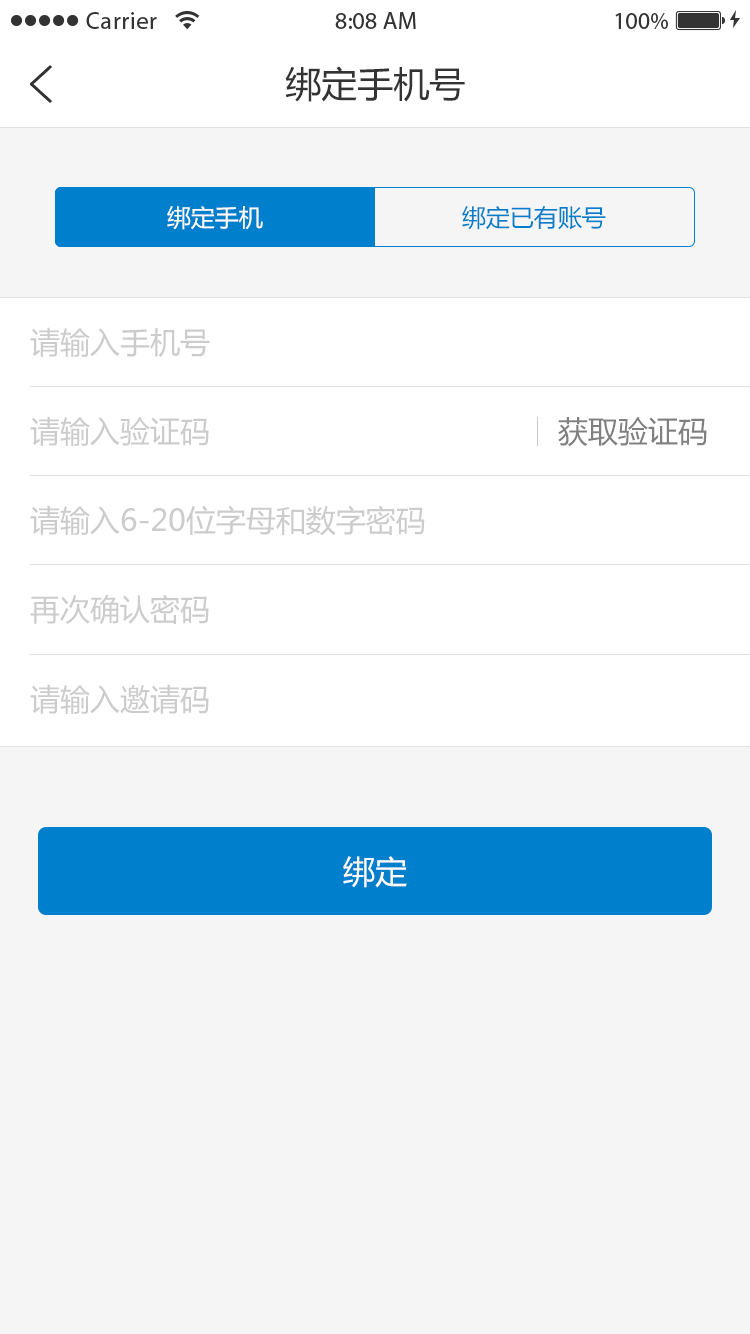 Carrier 8:08 AM 100%
绑定手机号
绑定手机 绑定已有账号
请输入手机号
请输入验证码 获取验证码
请输入6-20位字母和数字密码
再次确认密码
请输入邀请码
绑定